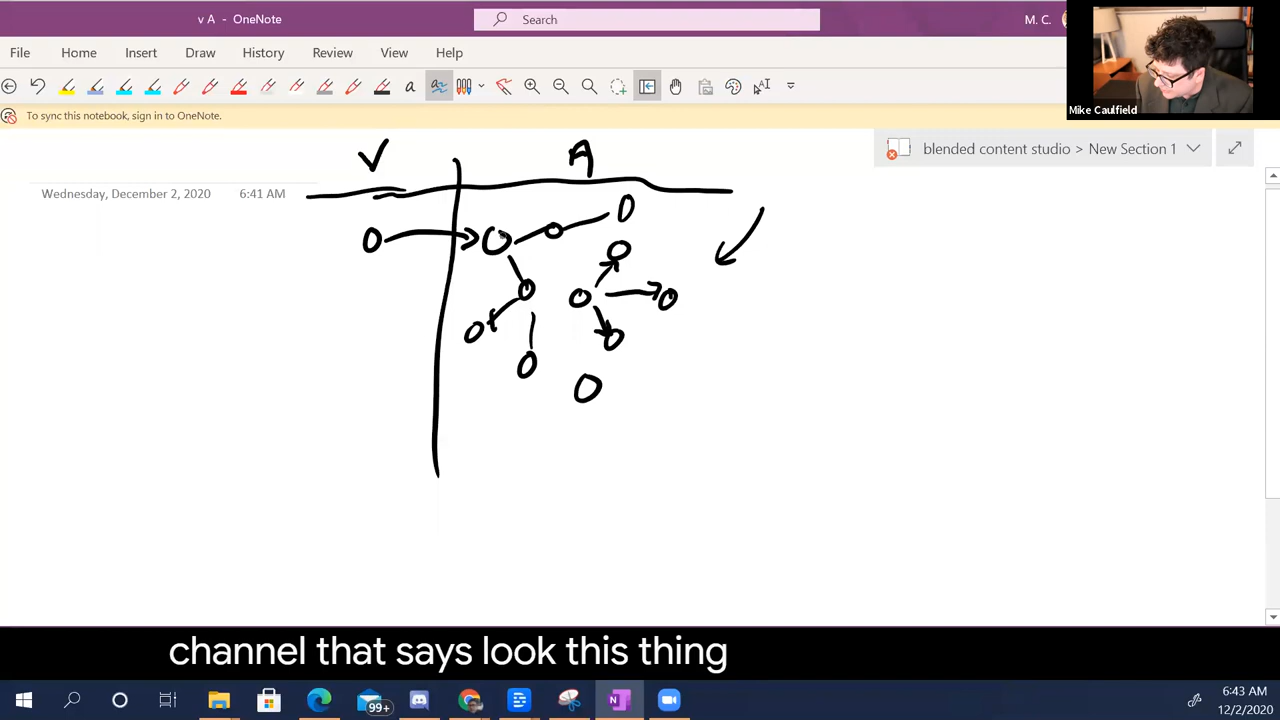 v A - OneNote
Search
M. C.
File Home Insert Draw History Review View Help
a
To sync this notebook, sign in to OneNote.
Mike Caulfield
blended content studio > New Section 1
V A
Wednesday, December 2, 2020 6:41 AM
channel that says look this thing
99+
N
6:43 AM
12/2/2020